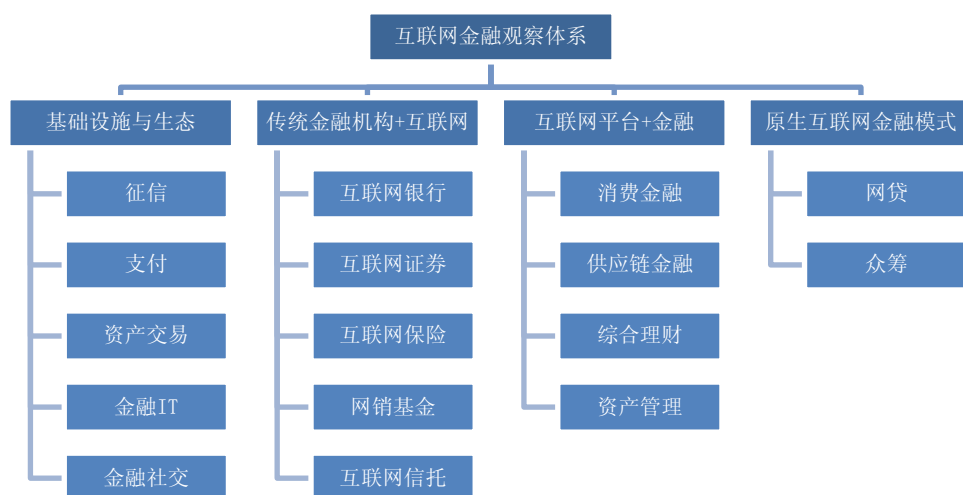 互联网金融观察体系
基础设施与生态
征信
支付
资产交易
金融IT
金融社交
传统金融机构+互联网
互联网银行
互联网证券
互联网保险
网销基金
互联网信托
互联网平台+金融
消费金融
供应链金融
综合理财
资产管理
原生互联网金融模式
网贷
众筹